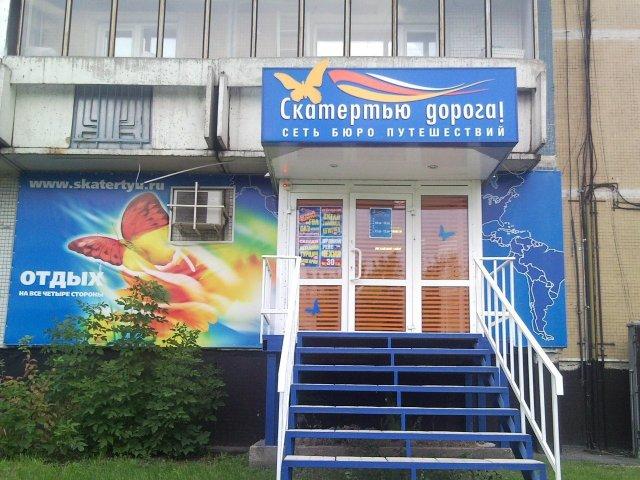 Скатертью дорога!
СЕТЬ БЮРО ПУТЕШЕСТВИЙ
www.skatertyu.ru
ОТДЫХ
НА ВСЕ ЧЕТЫРЕ СТОРОНЫ